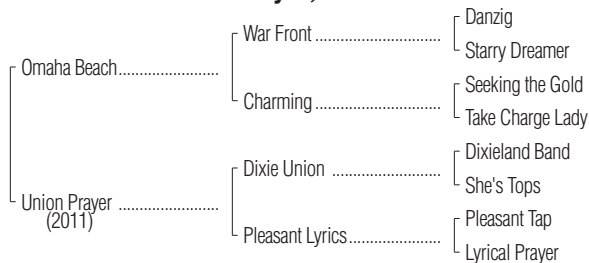 Danzig
War Front ........................................
Starry Dreamer
Omaha Beach........................
Seeking the Gold
Charming ........................................
Take Charge Lady
Dixieland Band
Dixie Union ...................................
She's Tops
Union Prayer ........................
(2011)
Pleasant Tap
Pleasant Lyrics..............................
Lyrical Prayer